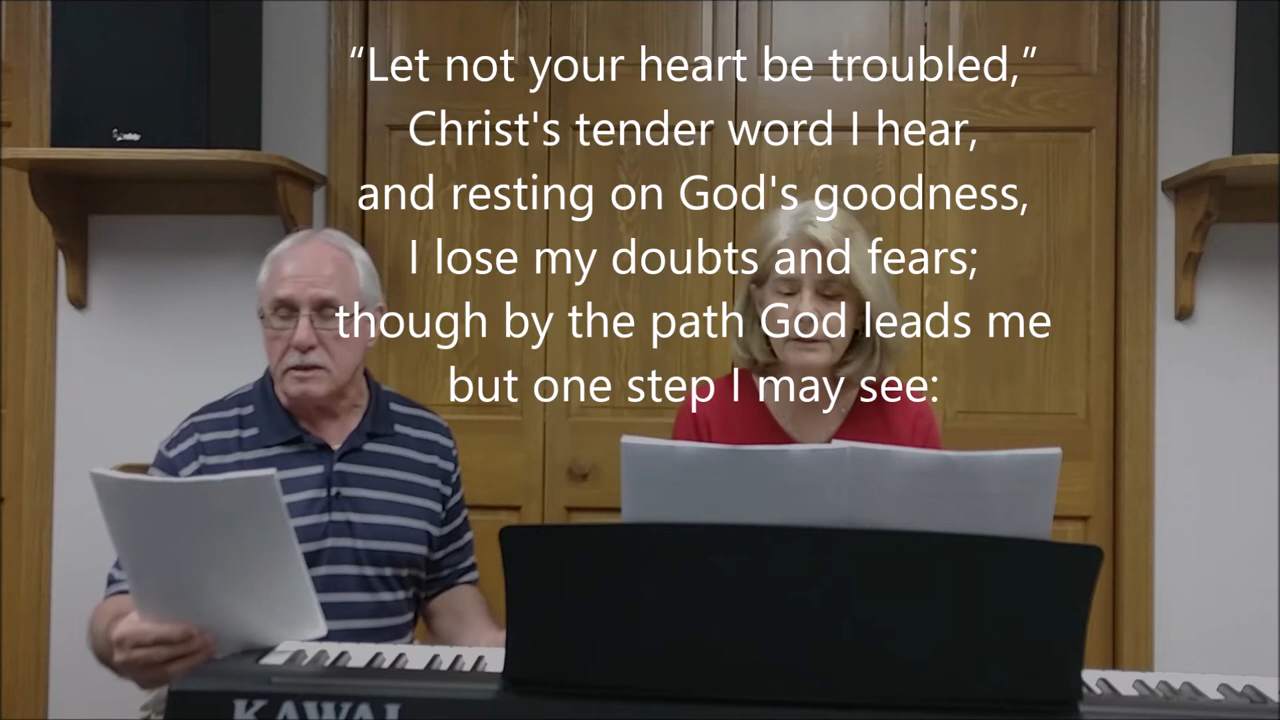 “Let not your heart be troubled,”
Christ's tender word I hear,
and resting on God's goodness,
I lose my doubts and fears;
though by the path God leads me
but one step I may see:
KAWAI